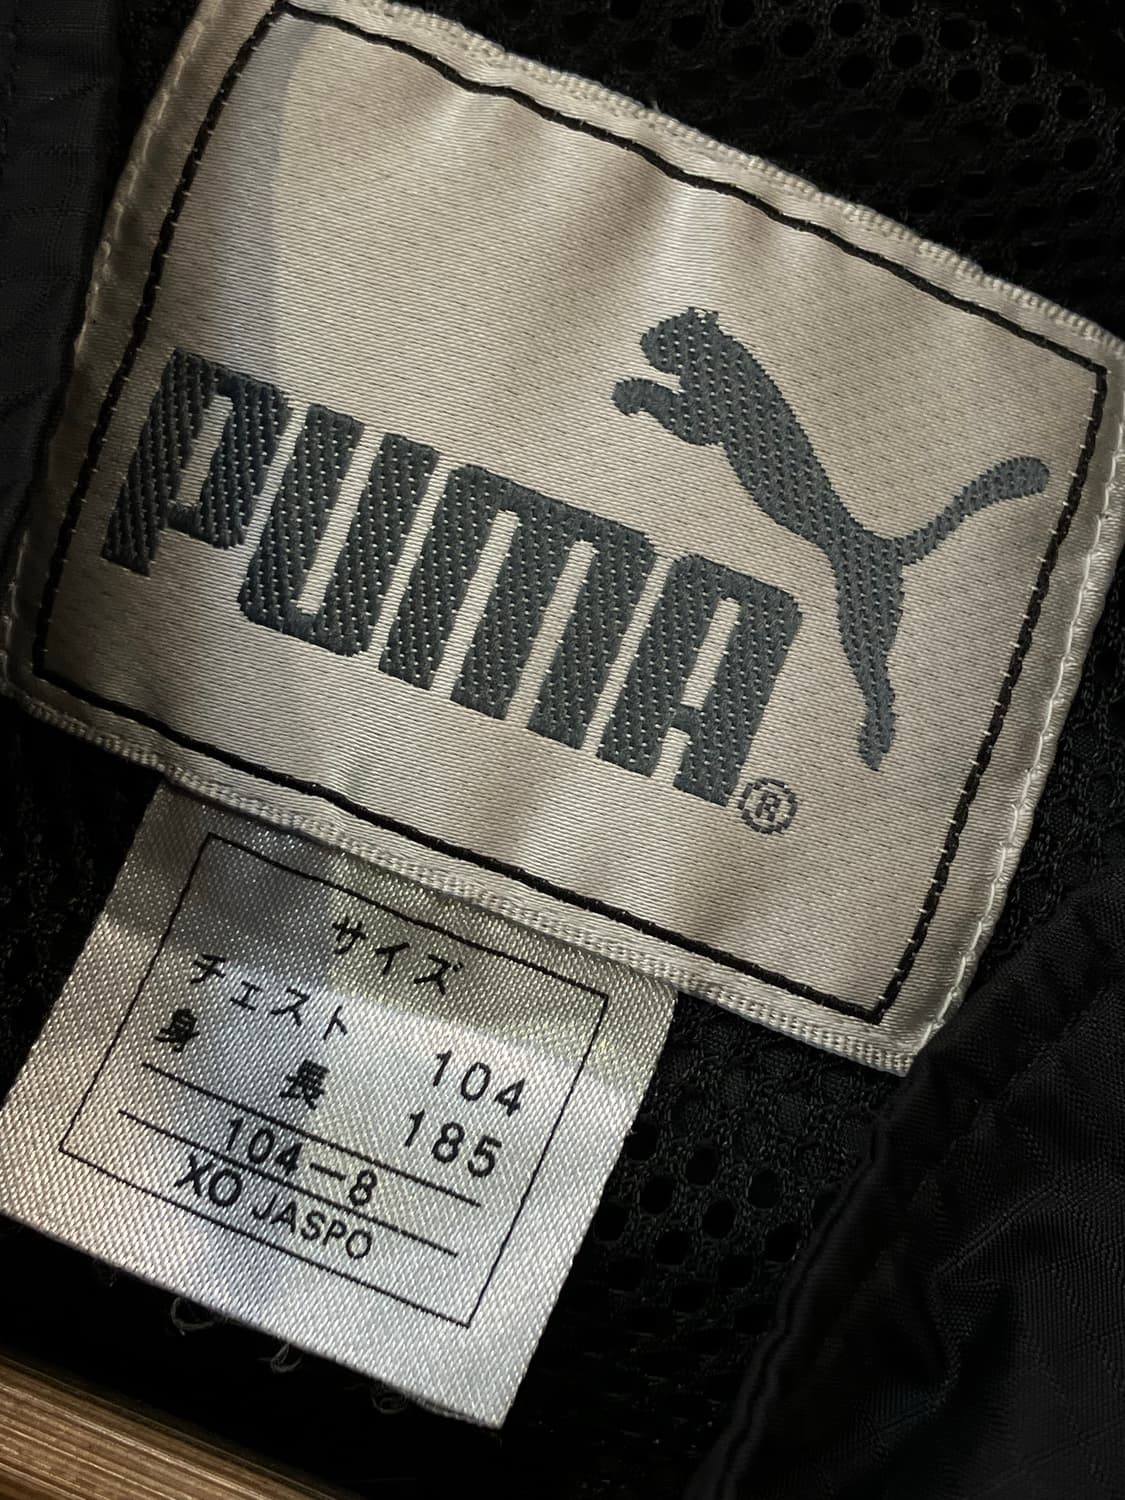 PUMA®
サイズ
チェスト 104
身長 185
104-8
XO JASPO